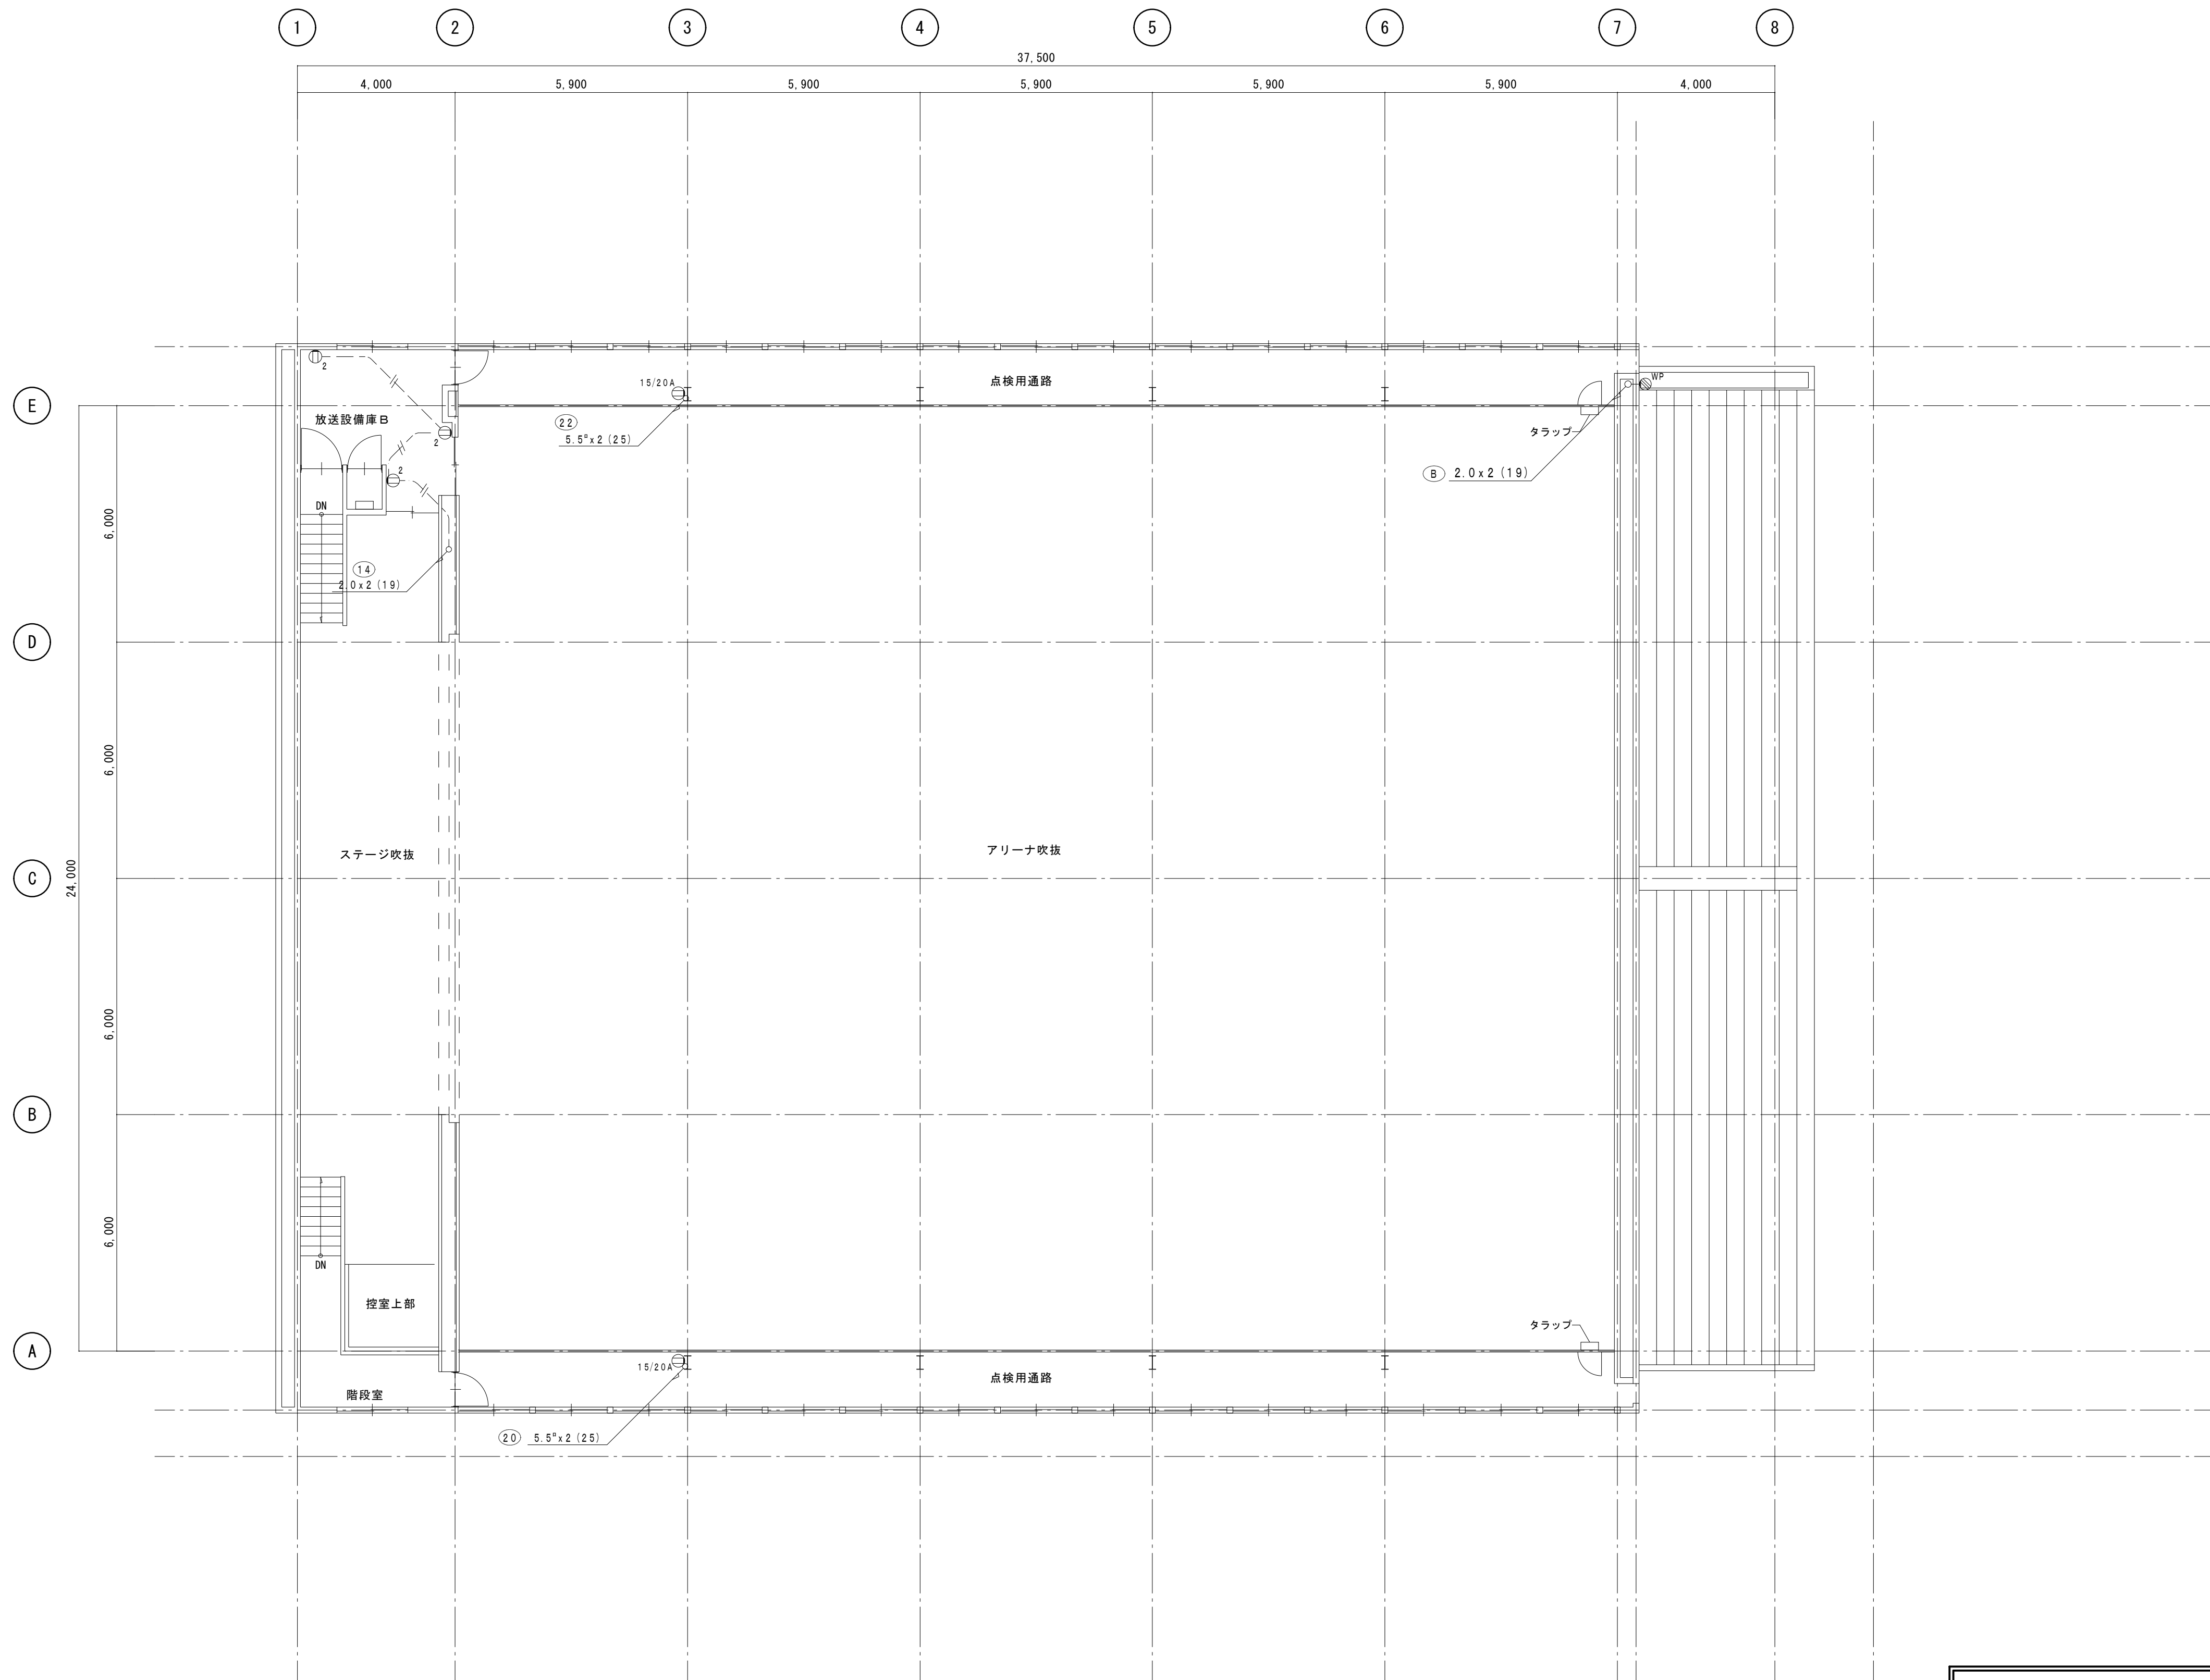 1 2 3 4 5 6 7 8
37,500
4,000 5,900 5,900 5,900 5,900 5,900 4,000
2
15/20A
点検用通路
WP
E
放送設備庫B
22
5.5°x2(25)
2
タラップ
2
B 2.0x2(19)
DN
6,000
14
2.0x2(19)
D
6,000
ステージ吹抜
アリーナ吹抜
24,000
C
6,000
B
6,000
DN
控室上部
タラップ
A
15/20A
点検用通路
階段室
20 5.5°x2(25)